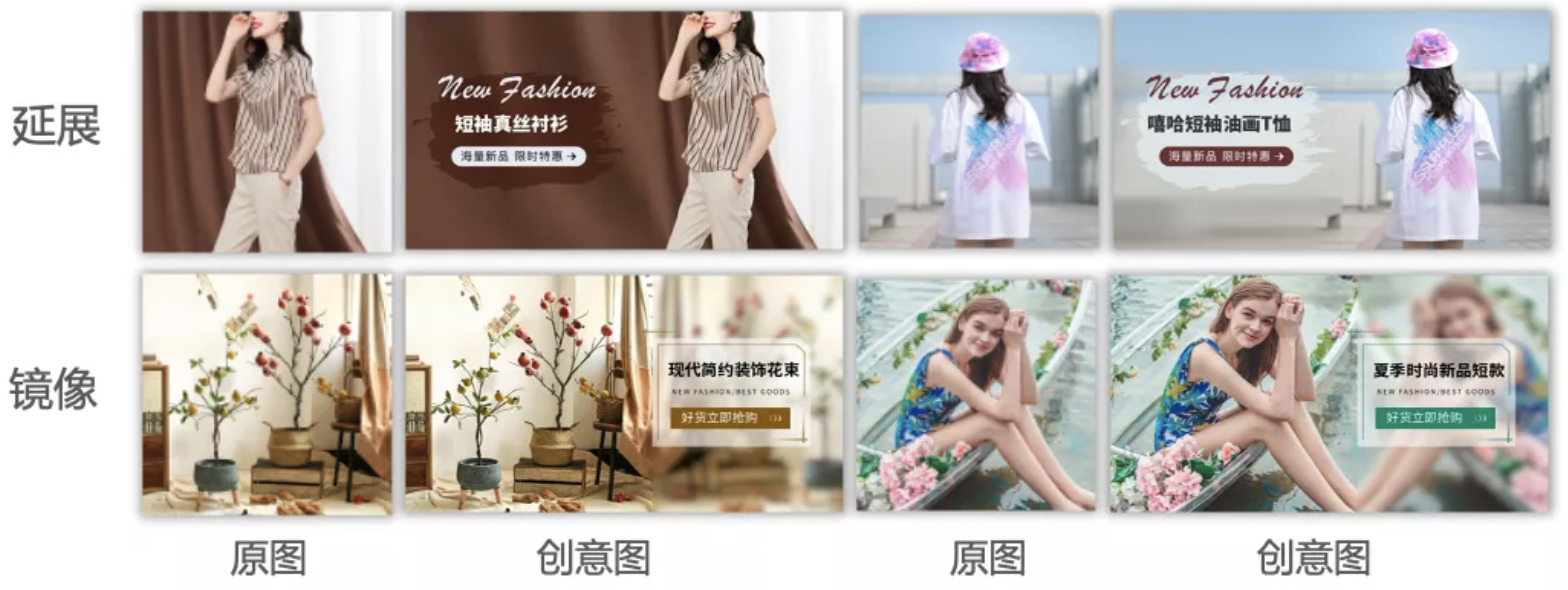 延展
New Fashion
短袖真丝衬衫
海量新品 限时特惠 →
New Fashion
嘻哈短袖油画T恤
海量新品 限时特惠 →
镜像
现代简约装饰花束
NEW FASHION/BEST GOODS
好货立即抢购 >>>
夏季时尚新品短款
NEW FASHION/BEST GOODS
好货立即抢购 >>>
原图
创意图
原图
创意图